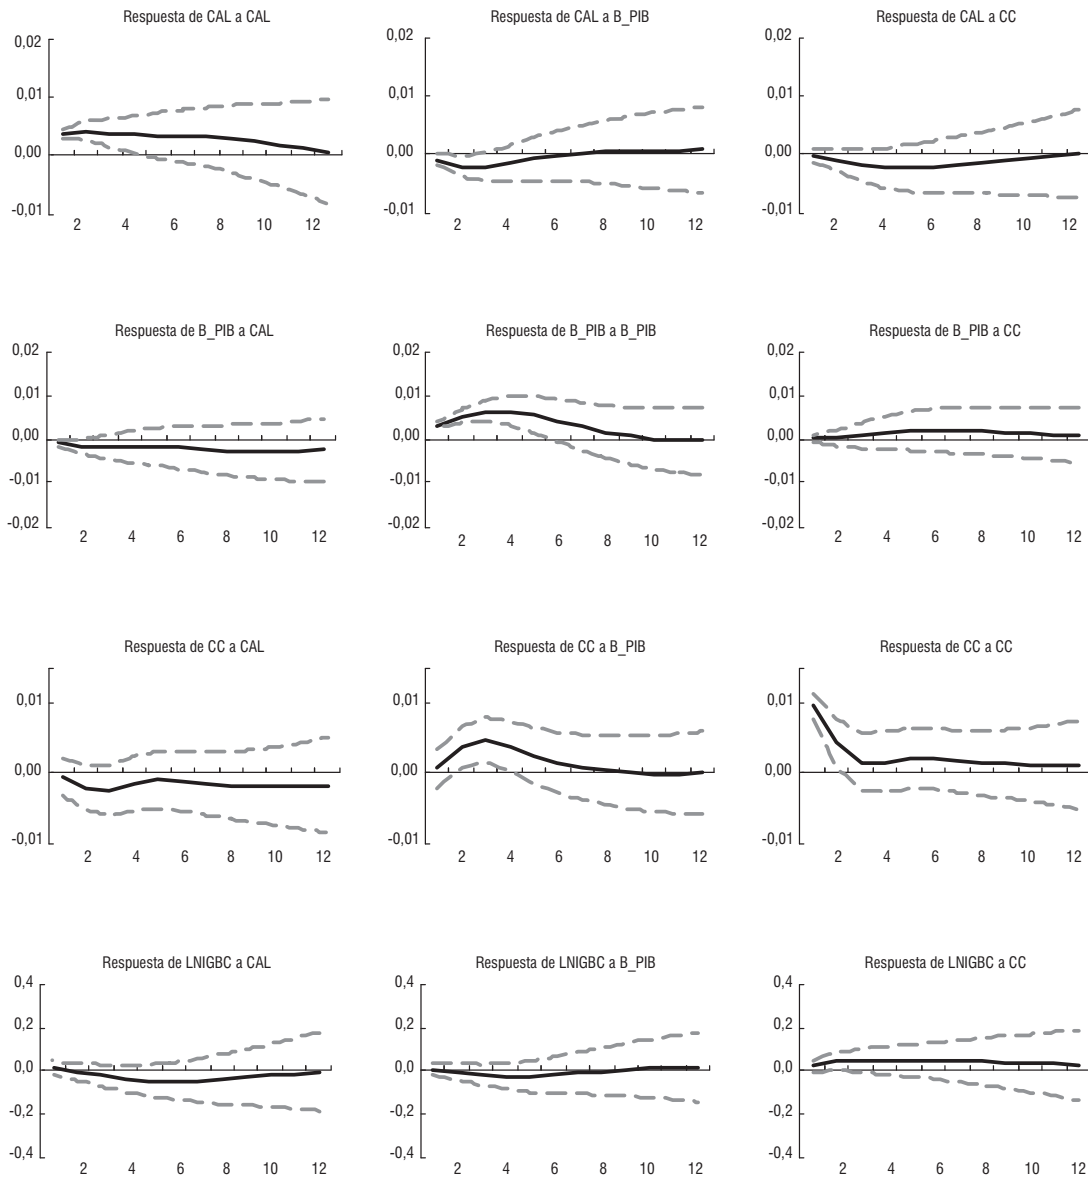 Respuesta de CAL a CAL
Respuesta de CAL a B_PIB
Respuesta de CAL a CC
0,02
0,01
0,00
-0,01
2 4 6 8 10 12
0,02
0,01
0,00
-0,01
2 4 6 8 10 12
0,02
0,01
0,00
-0,01
2 4 6 8 10 12
Respuesta de B_PIB a CAL
Respuesta de B_PIB a B_PIB
Respuesta de B_PIB a CC
0,02
0,01
0,00
-0,01
-0,02
2 4 6 8 10 12
0,02
0,01
0,00
-0,01
-0,02
2 4 6 8 10 12
0,02
0,01
0,00
-0,01
-0,02
2 4 6 8 10 12
Respuesta de CC a CAL
Respuesta de CC a B_PIB
Respuesta de CC a CC
0,01
0,00
-0,01
2 4 6 8 10 12
0,01
0,00
-0,01
2 4 6 8 10 12
0,01
0,00
-0,01
2 4 6 8 10 12
Respuesta de LNIGBC a CAL
Respuesta de LNIGBC a B_PIB
Respuesta de LNIGBC a CC
0,4
0,2
0,0
-0,2
-0,4
2 4 6 8 10 12
0,4
0,2
0,0
-0,2
-0,4
2 4 6 8 10 12
0,4
0,2
0,0
-0,2
-0,4
2 4 6 8 10 12